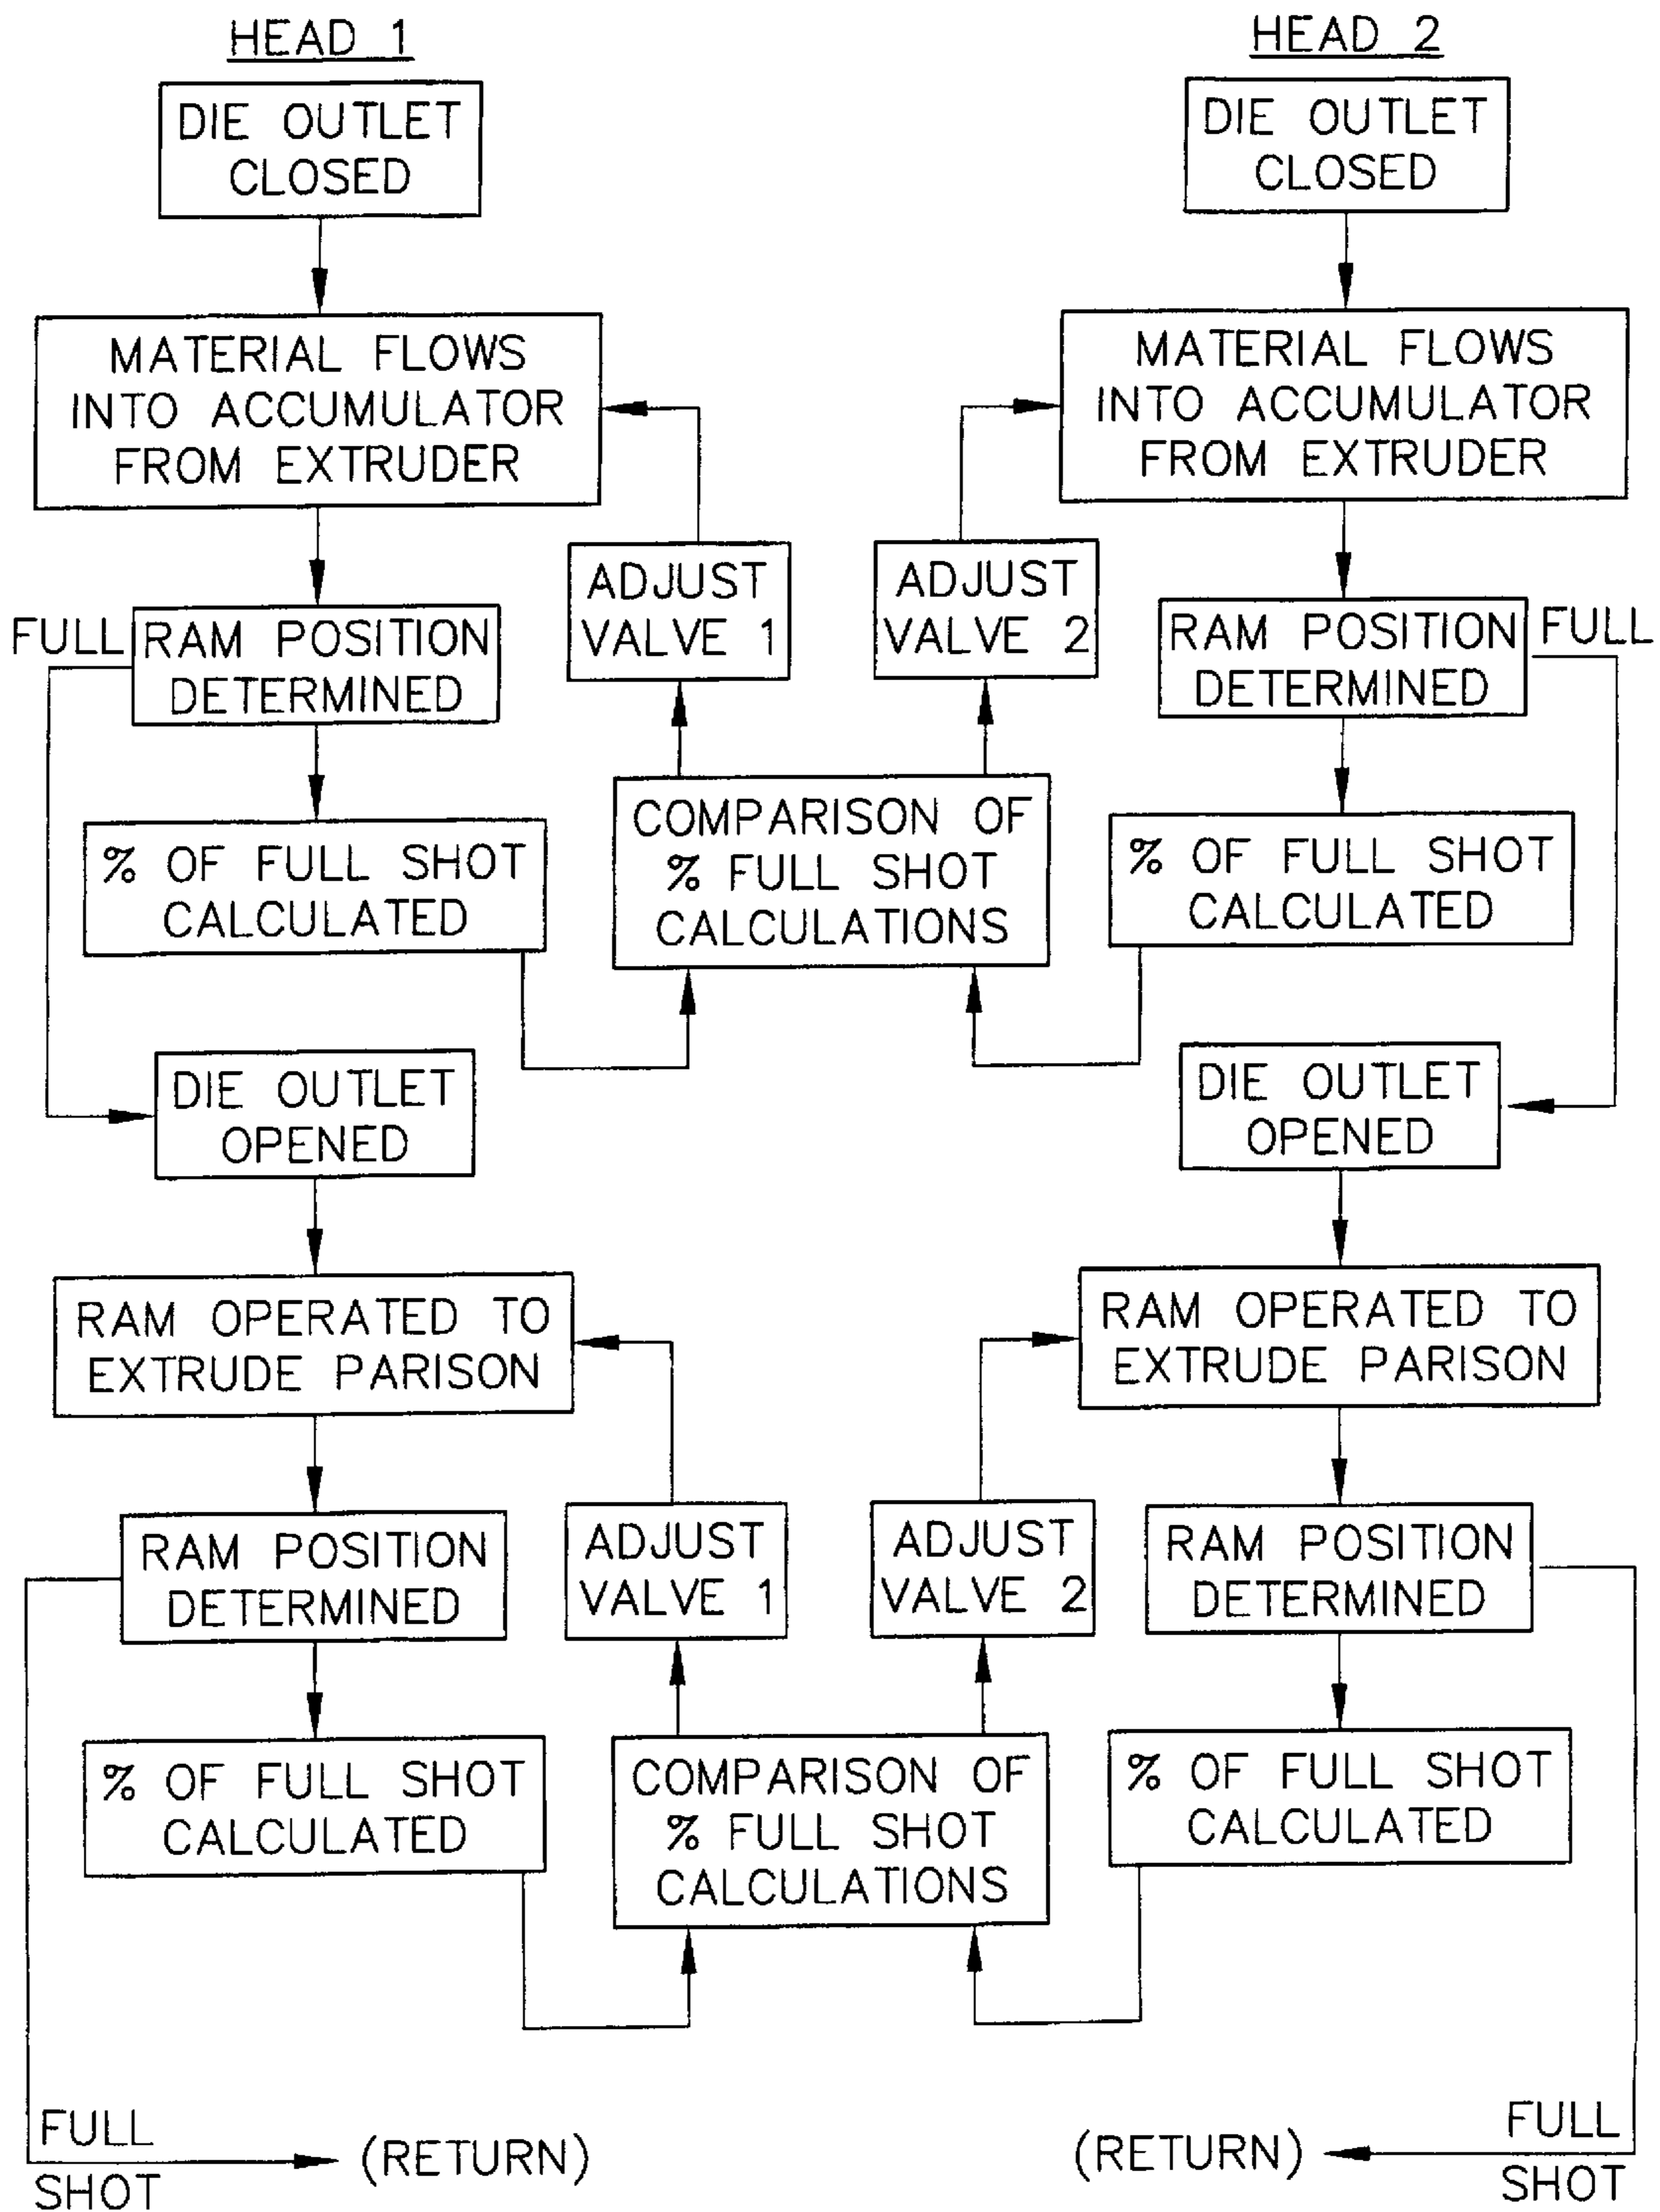 HEAD 1
HEAD 2
DIE OUTLET
CLOSED
DIE OUTLET
CLOSED
MATERIAL FLOWS
INTO ACCUMULATOR
FROM EXTRUDER
MATERIAL FLOWS
INTO ACCUMULATOR
FROM EXTRUDER
ADJUST
VALVE 1
ADJUST
VALVE 2
FULL
RAM POSITION
DETERMINED
RAM POSITION
DETERMINED
FULL
% OF FULL SHOT
CALCULATED
COMPARISON OF
% FULL SHOT
CALCULATIONS
% OF FULL SHOT
CALCULATED
DIE OUTLET
OPENED
DIE OUTLET
OPENED
RAM OPERATED TO
EXTRUDE PARISON
RAM OPERATED TO
EXTRUDE PARISON
RAM POSITION
DETERMINED
ADJUST
VALVE 1
ADJUST
VALVE 2
RAM POSITION
DETERMINED
% OF FULL SHOT
CALCULATED
COMPARISON OF
% FULL SHOT
CALCULATIONS
% OF FULL SHOT
CALCULATED
FULL
SHOT
(RETURN)
(RETURN)
FULL
SHOT